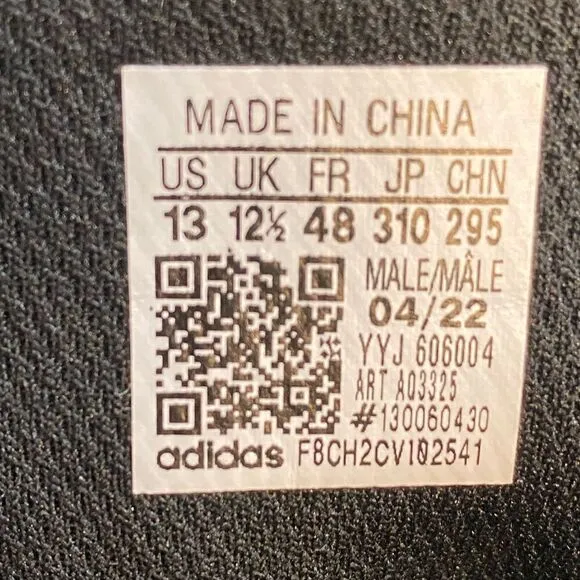 MADE IN CHINA
US UK FR JP CHN
13 12½ 48 310 295
MALE/MÂLE
04/22
YYJ 606004
ART A03325
#130060430
adidas F8CH2CV102541